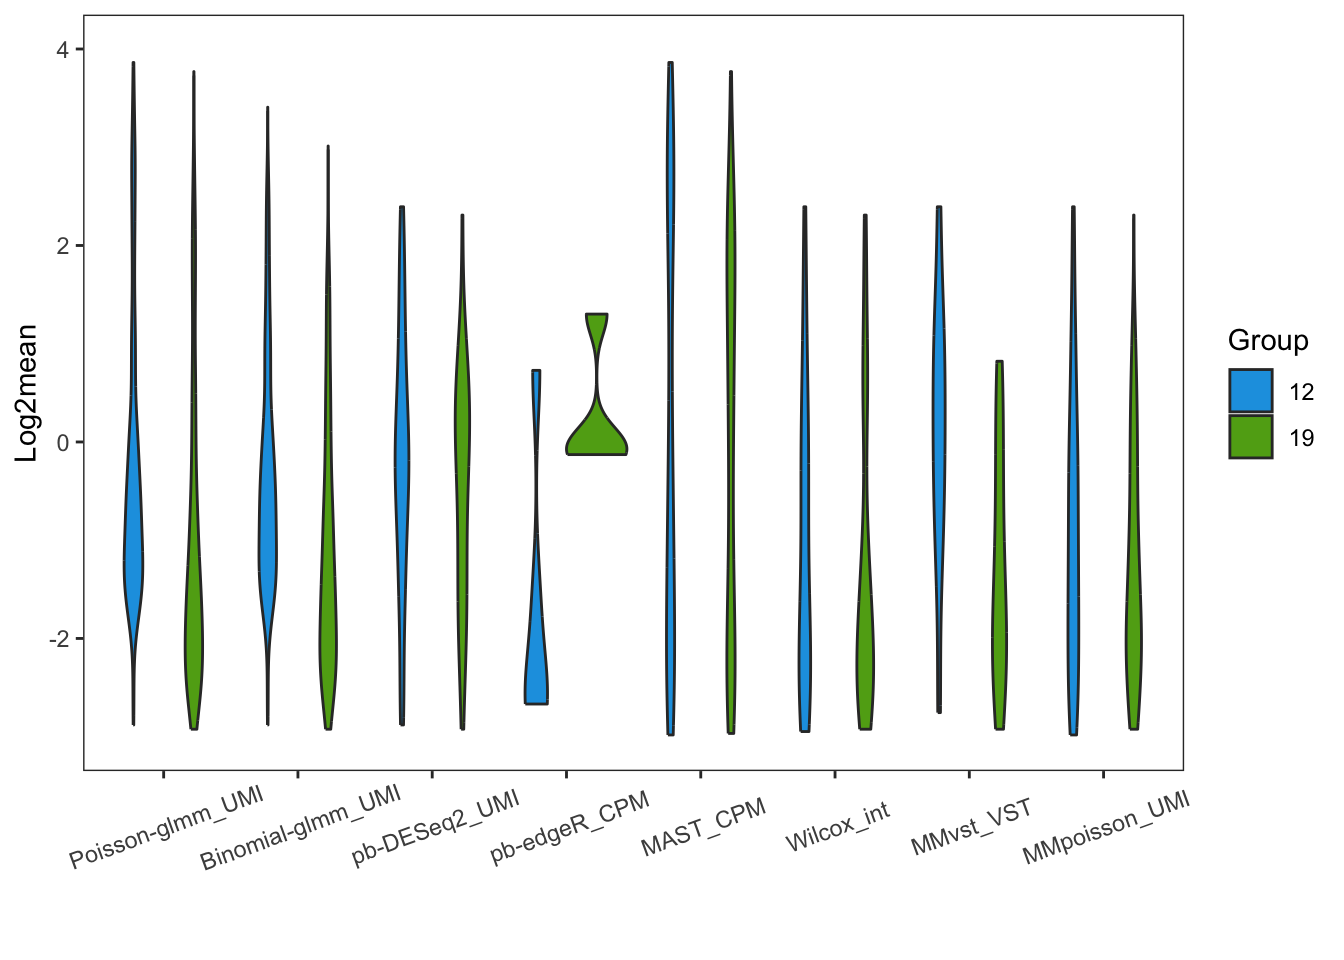 4
2
0
-2
Log2mean
Poisson-glmm_UMI
Binomial-glmm_UMI
pb-DESeq2_UMI
pb-edgeR_CPM
MAST_CPM
Wilcox_int
MMvst_VST
MMpoisson_UMI
Group
12
19